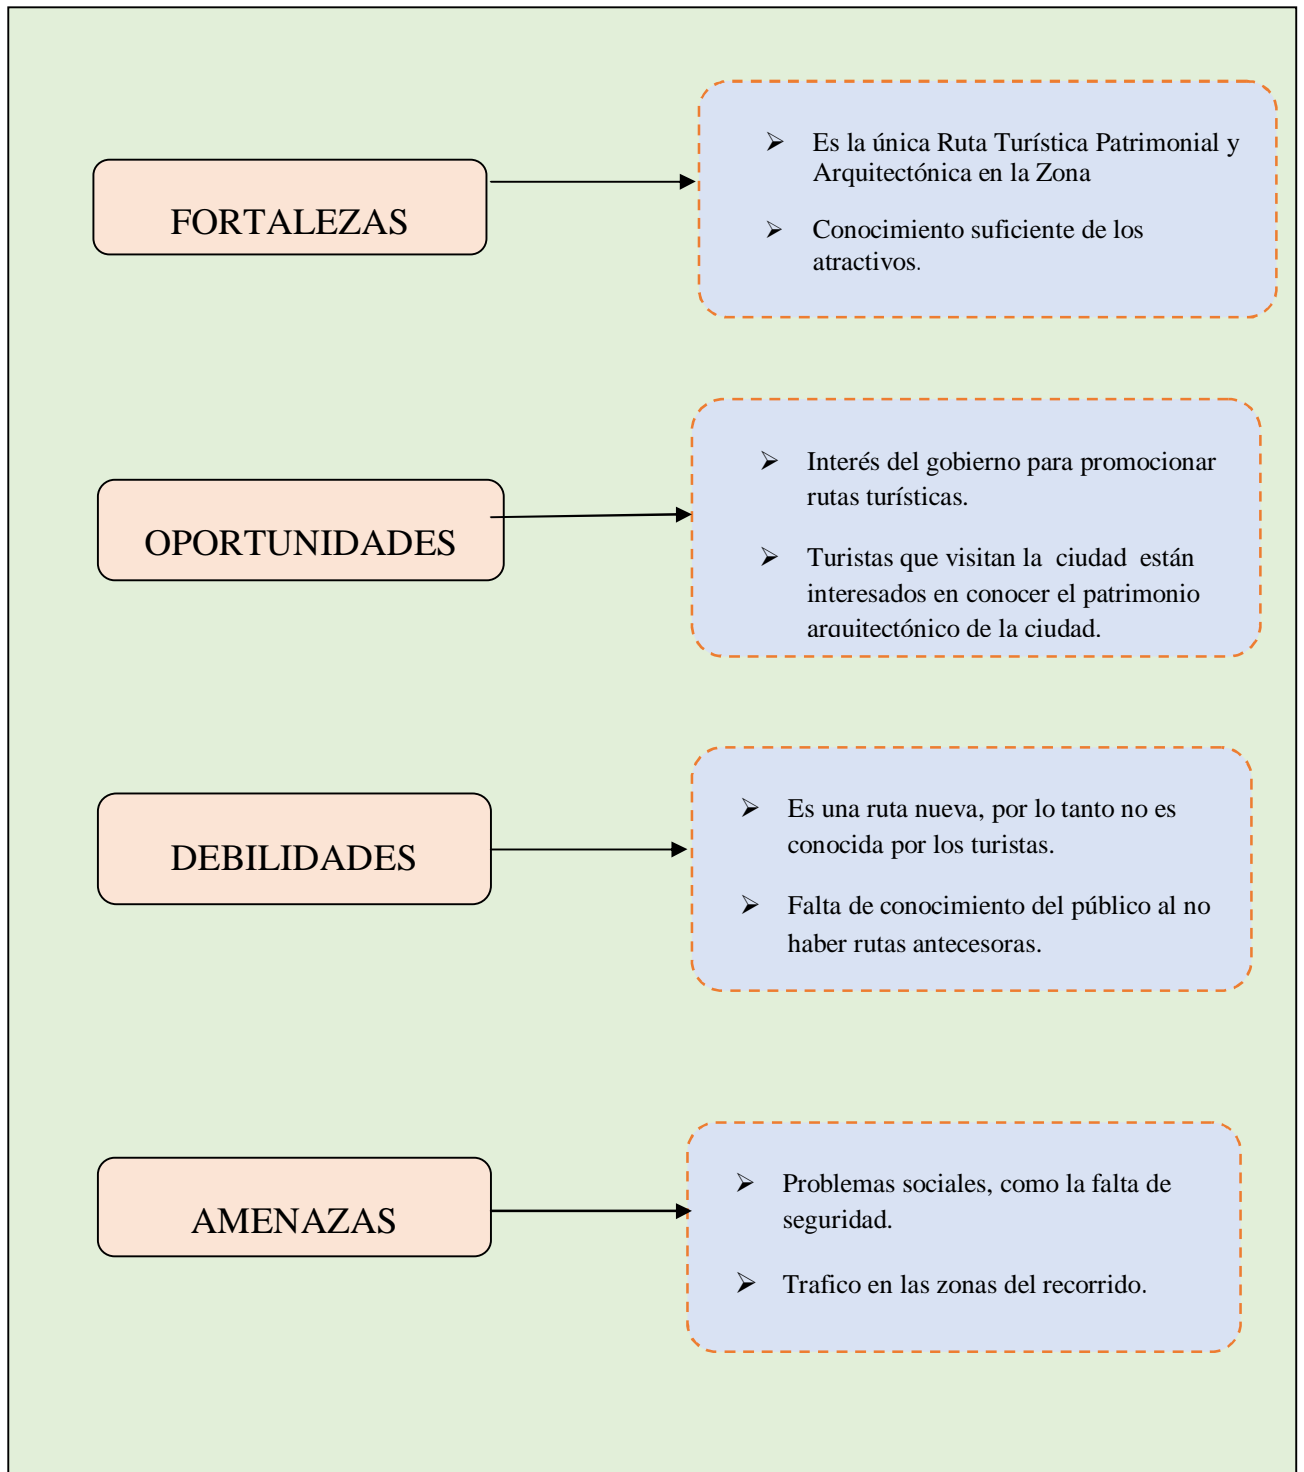 FORTALEZAS
➢ Es la única Ruta Turística Patrimonial y
Arquitectónica en la Zona
➢ Conocimiento suficiente de los
atractivos.
OPORTUNIDADES
➢ Interés del gobierno para promocionar
rutas turísticas.
➢ Turistas que visitan la ciudad están
interesados en conocer el patrimonio
arquitectónico de la ciudad.
DEBILIDADES
➢ Es una ruta nueva, por lo tanto no es
conocida por los turistas.
➢ Falta de conocimiento del público al no
haber rutas antecesoras.
AMENAZAS
➢ Problemas sociales, como la falta de
seguridad.
➢ Trafico en las zonas del recorrido.